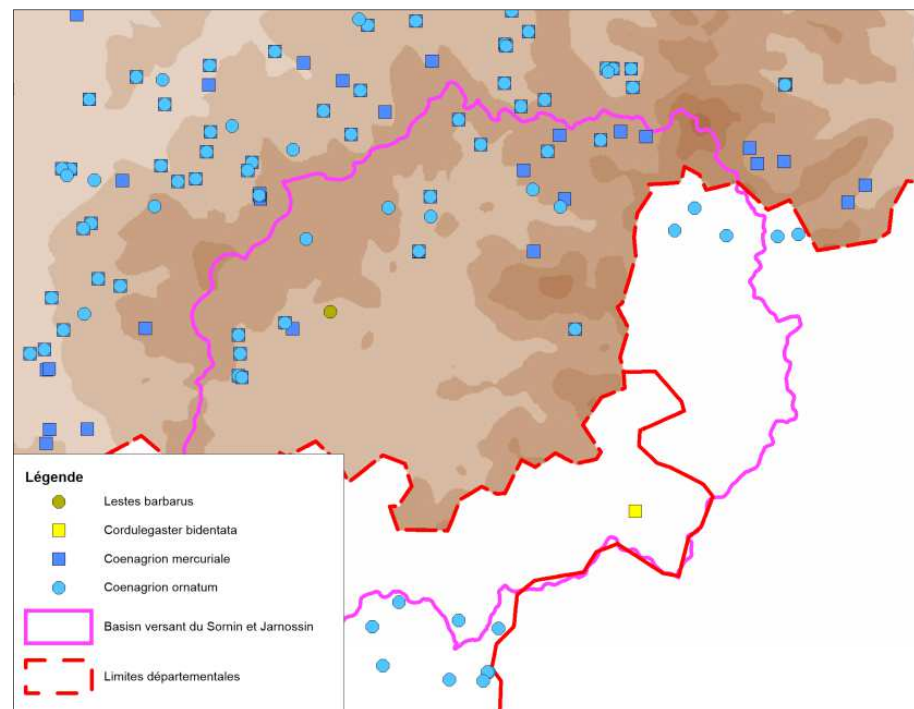 Légende
Lestes barbarus
Cordulegaster bidentata
Coenagrion mercuriale
Coenagrion ornatum
Basisn versant du Sornin et Jarnossin
Limites départementales